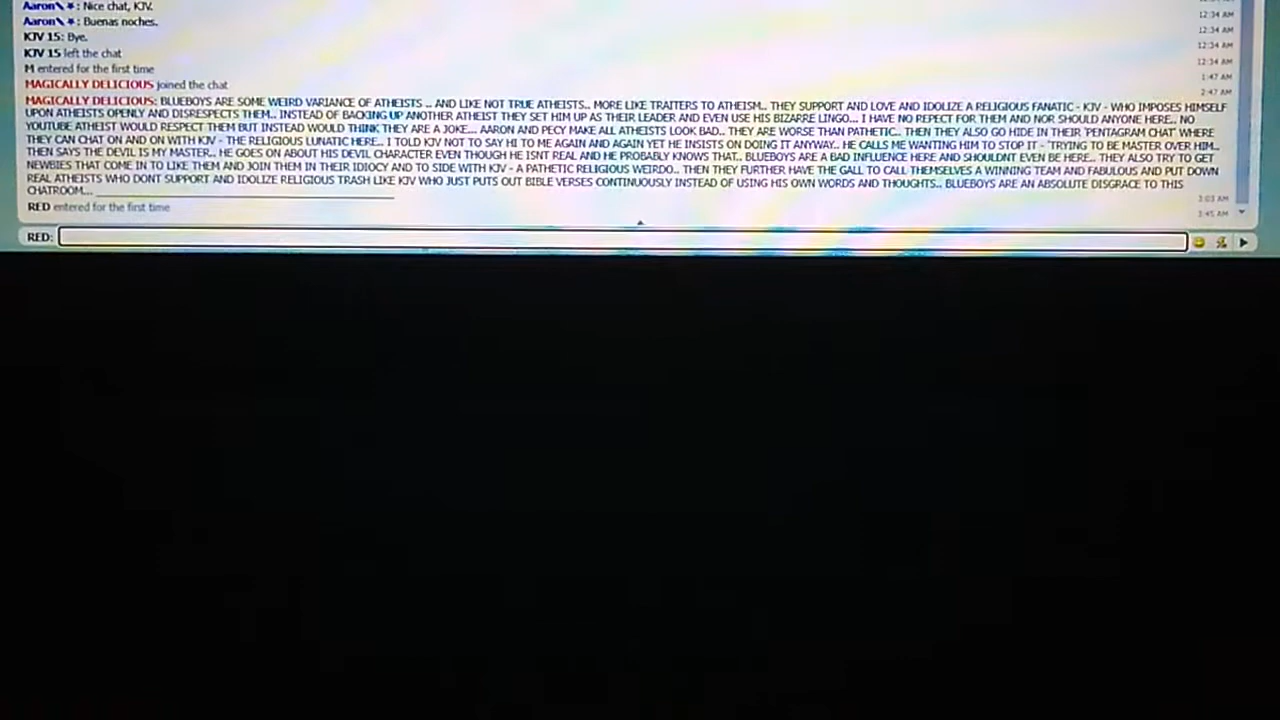 Aaron\ * : Nice chat, KJV.
12:34 AM
Aaron\ * : Buenas noches.
12:34 AM
KJV 15: Bye.
12:34 AM
KJV 15 left the chat
12:34 AM
M entered for the first time
1:47 AM
MAGICALLY DELICIOUS joined the chat
2:47 AM
MAGICALLY DELICIOUS: BLUEBOYS ARE SOME WEIRD VARIANCE OF ATHEISTS .. AND LIKE NOT TRUE ATHEISTS.. MORE LIKE TRAITERS TO ATHEISM.. THEY SUPPORT AND LOVE AND IDOLIZE A RELIGIOUS FANATIC - KJV - WHO IMPOSES HIMSELF
UPON ATHEISTS OPENLY AND DISRESPECTS THEM.. INSTEAD OF BACKING UP ANOTHER ATHEIST THEY SET HIM UP AS THEIR LEADER AND EVEN USE HIS BIZARRE LINGO... I HAVE NO REPECT FOR THEM AND NOR SHOULD ANYONE HERE.. NO
YOUTUBE ATHEIST WOULD RESPECT THEM BUT INSTEAD WOULD THINK THEY ARE A JOKE... AARON AND PECY MAKE ALL ATHEISTS LOOK BAD.. THEY ARE WORSE THAN PATHETIC.. THEN THEY ALSO GO HIDE IN THEIR 'PENTAGRAM CHAT' WHERE
THEY CAN CHAT ON AND ON WITH KJV - THE RELIGIOUS LUNATIC HERE.. I TOLD KJV NOT TO SAY HI TO ME AGAIN AND AGAIN YET HE INSISTS ON DOING IT ANYWAY.. HE CALLS ME WANTING HIM TO STOP IT - 'TRYING TO BE MASTER OVER HIM..
THEN SAYS THE DEVIL IS MY MASTER.. HE GOES ON ABOUT HIS DEVIL CHARACTER EVEN THOUGH HE ISNT REAL AND HE PROBABLY KNOWS THAT.. BLUEBOYS ARE A BAD INFLUENCE HERE AND SHOULDNT EVEN BE HERE.. THEY ALSO TRY TO GET
NEWBIES THAT COME IN TO LIKE THEM AND JOIN THEM IN THEIR IDIOCY AND TO SIDE WITH KJV - A PATHETIC RELIGIOUS WEIRDO.. THEN THEY FURTHER HAVE THE GALL TO CALL THEMSELVES A WINNING TEAM AND FABULOUS AND PUT DOWN
REAL ATHEISTS WHO DONT SUPPORT AND IDOLIZE RELIGIOUS TRASH LIKE KJV WHO JUST PUTS OUT BIBLE VERSES CONTINUOUSLY INSTEAD OF USING HIS OWN WORDS AND THOUGHTS.. BLUEBOYS ARE AN ABSOLUTE DISGRACE TO THIS
CHATROOM...
3:03 AM
RED entered for the first time
3:45 AM
RED: